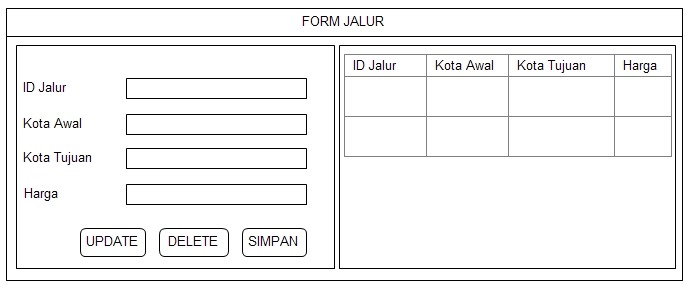 FORM JALUR
ID Jalur
Kota Awal
Kota Tujuan
Harga
UPDATE DELETE SIMPAN
ID Jalur Kota Awal Kota Tujuan Harga